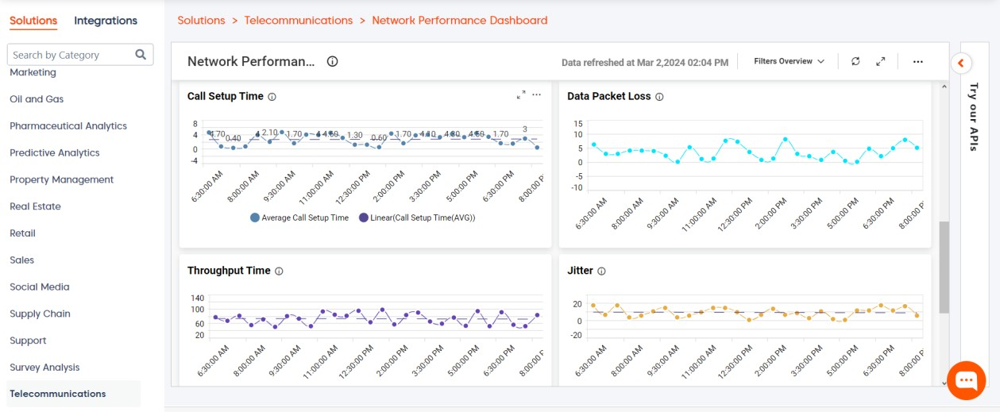 Solutions Integrations
Solutions > Telecommunications > Network Performance Dashboard
Search by Category
Marketing
Oil and Gas
Pharmaceutical Analytics
Predictive Analytics
Property Management
Real Estate
Retail
Sales
Social Media
Supply Chain
Support
Survey Analysis
Telecommunications
Network Performan...
Data refreshed at Mar 2,2024 02:04 PM
Filters Overview
Call Setup Time
8
4
0
-4
4.70
0.40
2.10
1.70
1.30
0.60
1.70
4.10
4.50
1.70
3
6:30:00 AM
8:00:00 AM
9:30:00 AM
11:00:00 AM
12:30:00 PM
2:00:00 PM
3:30:00 PM
5:00:00 PM
6:30:00 PM
8:00:00 P
Average Call Setup Time
Linear(Call Setup Time(AVG))
Data Packet Loss
15
10
5
0
-5
-10
6:30:00 AM
8:00:00 AM
9:30:00 AM
11:00:00 AM
12:30:00 PM
2:00:00 PM
3:30:00 PM
5:00:00 PM
6:30:00 PM
8:00:00 P
Throughput Time
140
100
60
20
6:30:00 AM
8:00:00 AM
9:30:00 AM
11:00:00 AM
12:30:00 PM
2:00:00 PM
3:30:00 PM
5:00:00 PM
6:30:00 PM
8:00:00 P
Jitter
20
0
-20
6:30:00 AM
8:00:00 AM
9:30:00 AM
11:00:00 AM
12:30:00 PM
2:00:00 PM
3:30:00 PM
5:00:00 PM
6:30:00 PM
8:00:00 P
Try our APIs